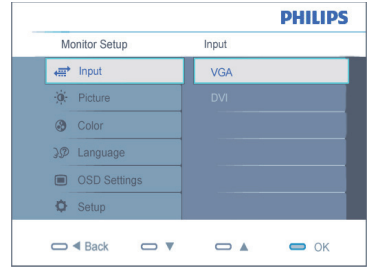 PHILIPS
Monitor Setup Input
Input VGA
Picture DVI
Color
Language
OSD Settings
Setup
Back OK